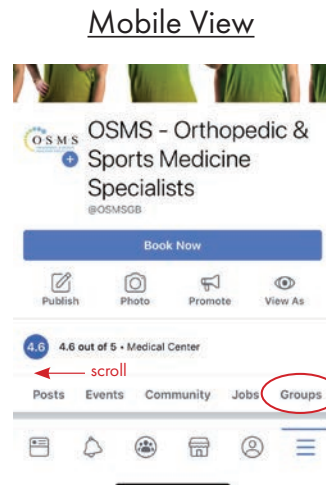 Mobile View
OSMS
OSMS - Orthopedic &
Sports Medicine
Specialists
@OSMSGB
Book Now
Publish Photo Promote View As
4.6 4.6 out of 5 • Medical Center
scroll
Posts Events Community Jobs Groups